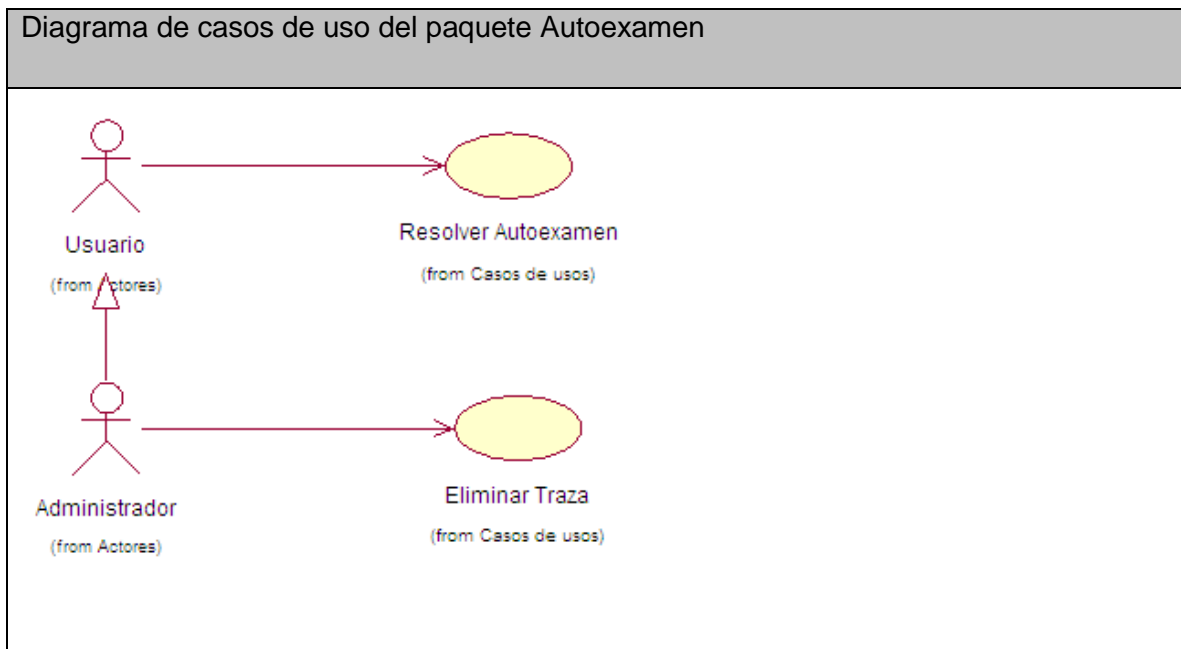 Diagrama de casos de uso del paquete Autoexamen
Usuario
(from Actores)
Resolver Autoexamen
(from Casos de usos)
Administrador
(from Actores)
Eliminar Traza
(from Casos de usos)